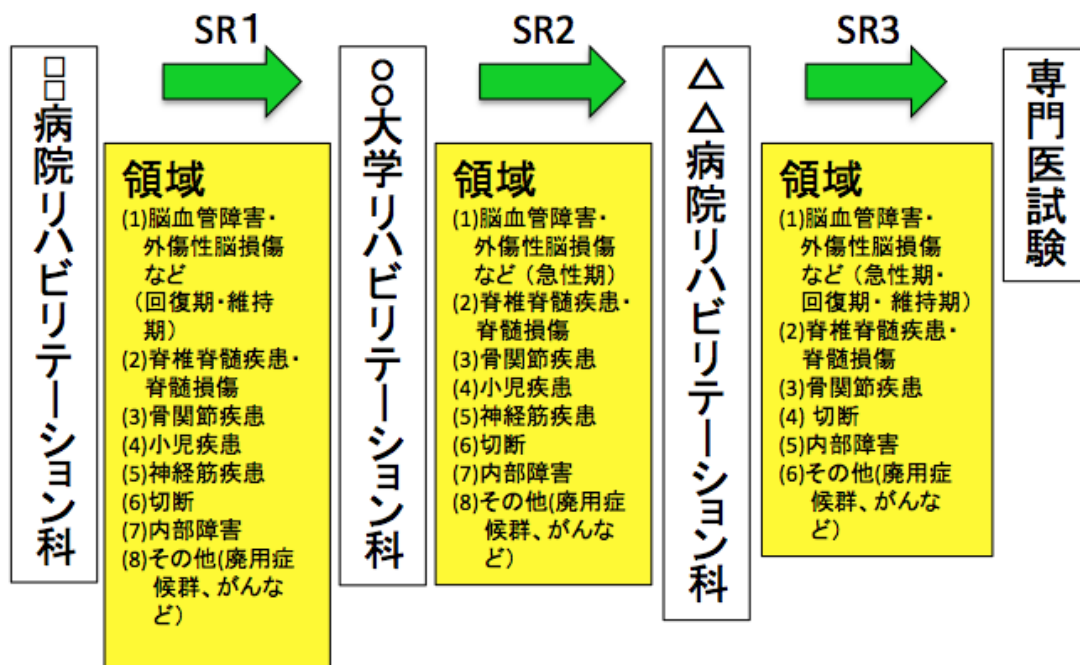 SR1
SR2
SR3
□□病院リハビリテーション科
領域
(1)脳血管障害・
外傷性脳損傷
など
(回復期・維持
期)
(2)脊椎脊髄疾患・
脊髄損傷
(3)骨関節疾患
(4)小児疾患
(5)神経筋疾患
(6)切断
(7)内部障害
(8)その他(廃用症
候群、がんな
ど)
○○大学リハビリテーション科
領域
(1)脳血管障害・
外傷性脳損傷
など(急性期)
(2)脊椎脊髄疾患・
脊髄損傷
(3)骨関節疾患
(4)小児疾患
(5)神経筋疾患
(6)切断
(7)内部障害
(8)その他(廃用症
候群、がんな
ど)
△△病院リハビリテーション科
領域
(1)脳血管障害・
外傷性脳損傷
など(急性期・
回復期・ 維持期)
(2)脊椎脊髄疾患・
脊髄損傷
(3)骨関節疾患
(4) 切断
(5)内部障害
(6)その他(廃用症
候群、がんな
ど)
専門医試験